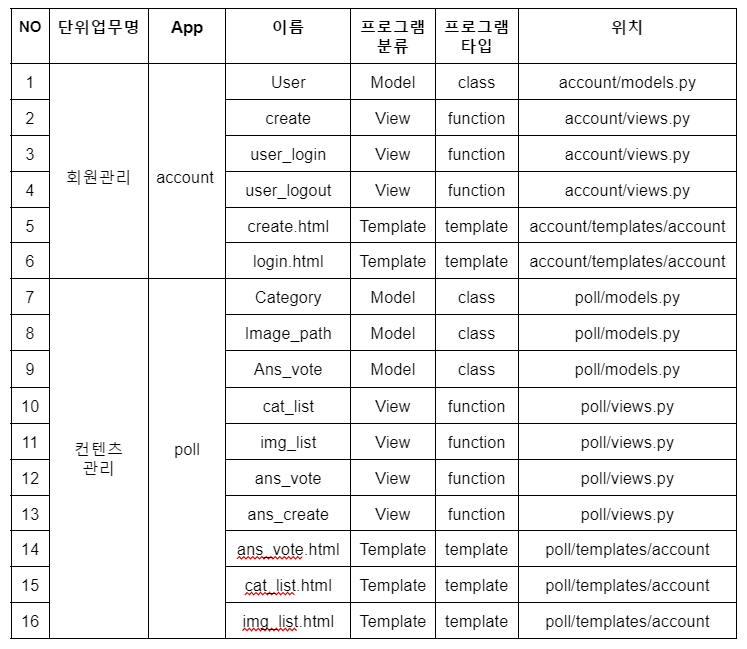 NO 단위업무명 App 이름 프로그램 분류 프로그램 타입 위치
1 회원관리 account User Model class account/models.py
2 create View function account/views.py
3 user_login View function account/views.py
4 user_logout View function account/views.py
5 create.html Template template account/templates/account
6 login.html Template template account/templates/account
7 컨텐츠 관리 poll Category Model class poll/models.py
8 Image_path Model class poll/models.py
9 Ans_vote Model class poll/models.py
10 cat_list View function poll/views.py
11 img_list View function poll/views.py
12 ans_vote View function poll/views.py
13 ans_create View function poll/views.py
14 ans_vote.html Template template poll/templates/account
15 cat_list.html Template template poll/templates/account
16 img_list.html Template template poll/templates/account